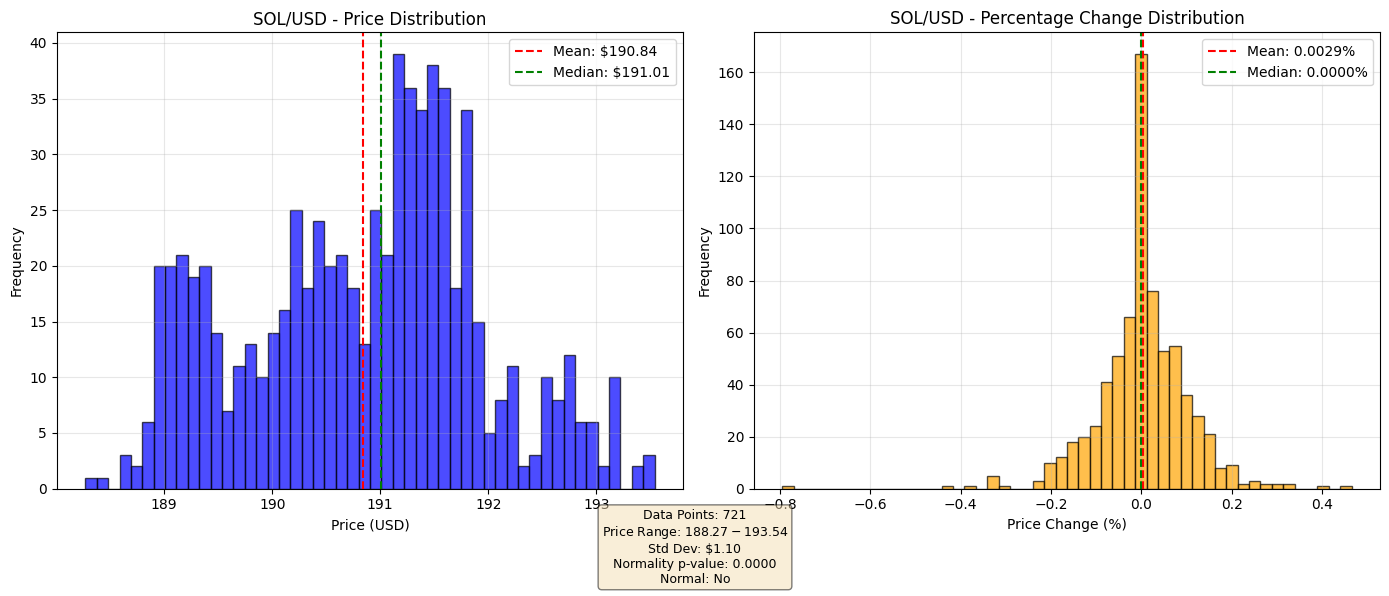 SOL/USD - Price Distribution
Mean: $190.84
Median: $191.01
40
35
30
25
20
15
10
5
0
Frequency
189
190
191
192
193
Price (USD)
SOL/USD - Percentage Change Distribution
Mean: 0.0029%
Median: 0.0000%
160
140
120
100
80
60
40
20
0
Frequency
−0.8
−0.6
−0.4
−0.2
0.0
0.2
0.4
Price Change (%)
Data Points: 721
Price Range: 188.27 − 193.54
Std Dev: $1.10
Normality p-value: 0.0000
Normal: No